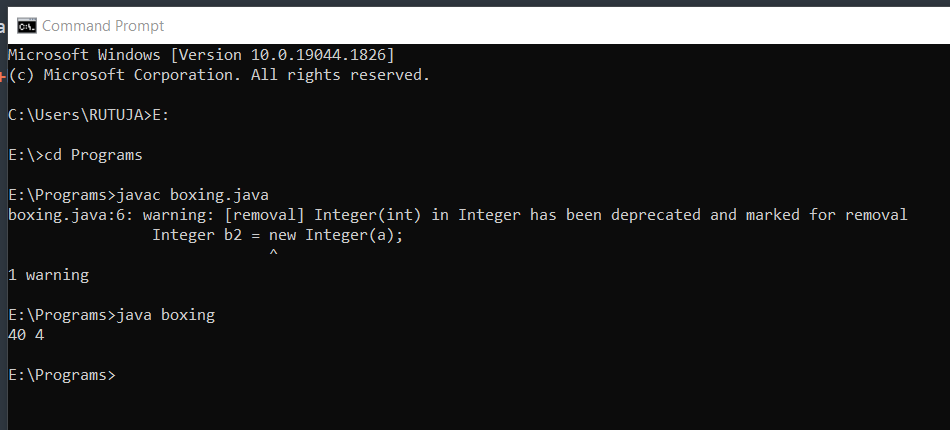 Command Prompt
Microsoft Windows [Version 10.0.19044.1826]
(c) Microsoft Corporation. All rights reserved.
C:\Users\RUTUJA>E:
E:\>cd Programs
E:\Programs>javac boxing.java
boxing.java:6: warning: [removal] Integer(int) in Integer has been deprecated and marked for removal
Integer b2 = new Integer(a);
^
1 warning
E:\Programs>java boxing
40 4
E:\Programs>